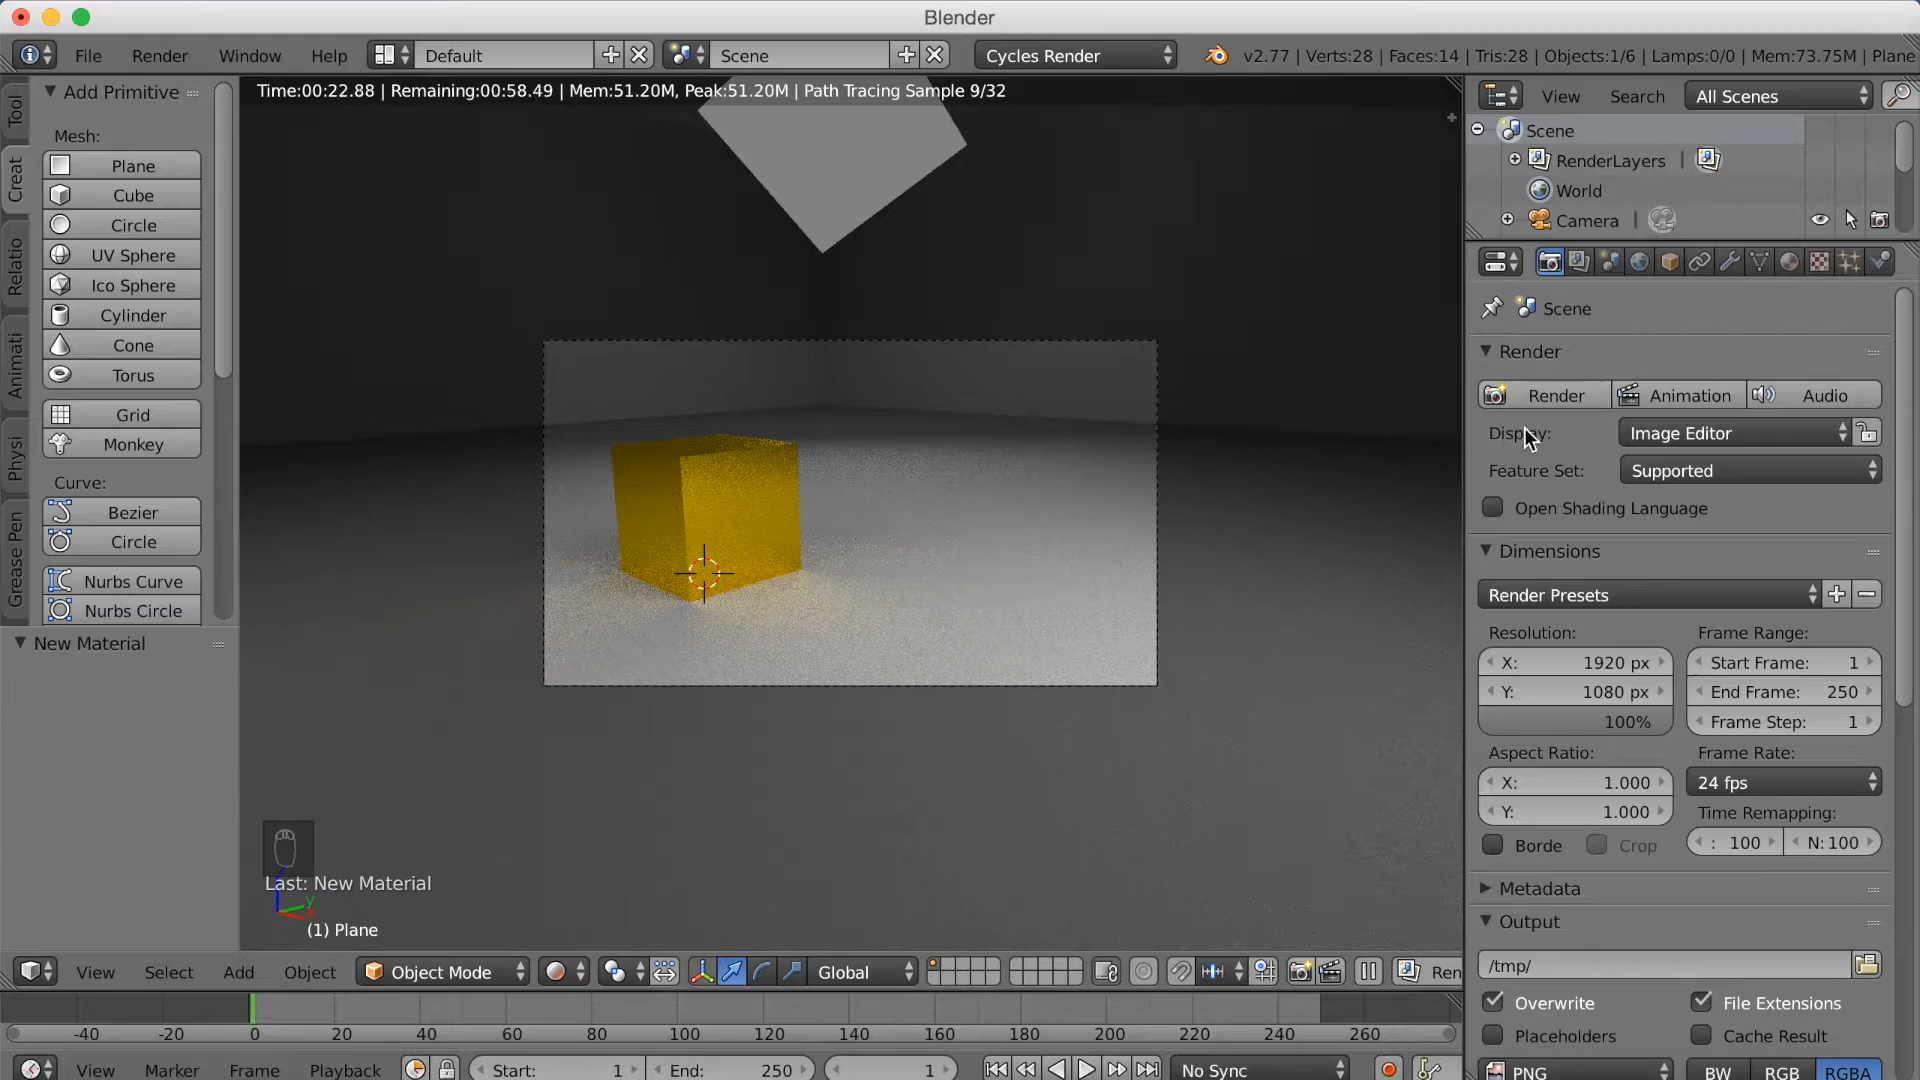 Blender
File Render Window Help Default Scene Cycles Render v2.77 | Verts:28 | Faces:14 | Tris:28 | Objects:1/6 | Lamps:0/0 | Mem:73.75M | Plane
Time:00:22.88 | Remaining:00:58.49 | Mem:51.20M, Peak:51.20M | Path Tracing Sample 9/32
Tool
Creat
Relatio
Animati
Physi
Grease Pen
Add Primitive
Mesh:
Plane
Cube
Circle
UV Sphere
Ico Sphere
Cylinder
Cone
Torus
Grid
Monkey
Curve:
Bezier
Circle
Nurbs Curve
Nurbs Circle
New Material
Last: New Material
y
(1) Plane
View Search All Scenes
Scene
RenderLayers |
World
Camera |
Scene
Render
Render Animation Audio
Display: Image Editor
Feature Set: Supported
Open Shading Language
Dimensions
Render Presets
Resolution: Frame Range:
X: 1920 px Start Frame: 1
Y: 1080 px End Frame: 250
100% Frame Step: 1
Aspect Ratio: Frame Rate:
X: 1.000 24 fps
Y: 1.000 Time Remapping:
Borde Crop : 100 N: 100
Metadata
Output
/tmp/
Overwrite File Extensions
Placeholders Cache Result
PNG BW RGB RGBA
View Select Add Object Object Mode Global Ren
-40 -20 0 20 40 60 80 100 120 140 160 180 200 220 240 260
View Marker Frame Playback Start: 1 End: 250 1 No Sync